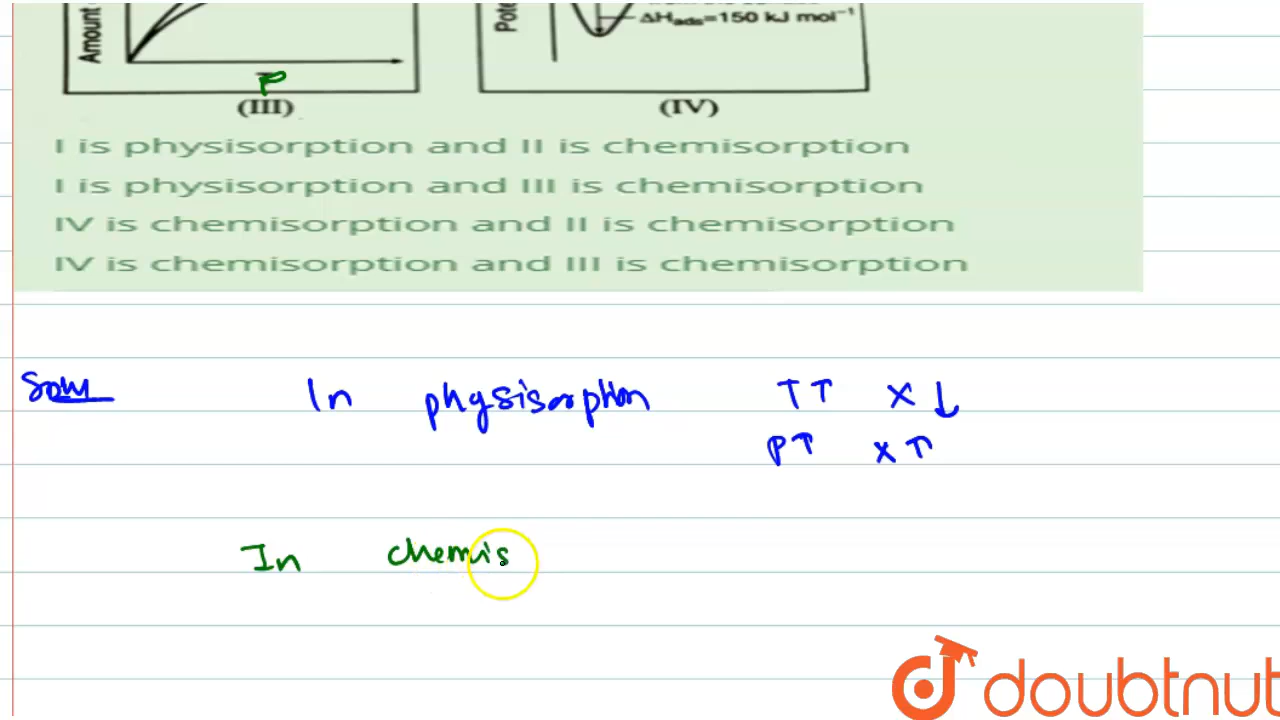 Amount
P
(III)
Pote
ΔHads=150 kJ mol⁻¹
(IV)
I is physisorption and II is chemisorption
I is physisorption and III is chemisorption
IV is chemisorption and II is chemisorption
IV is chemisorption and III is chemisorption
Soln
In physisorption T↑ x↓
P↑ x↑
In chemis
doubtnut